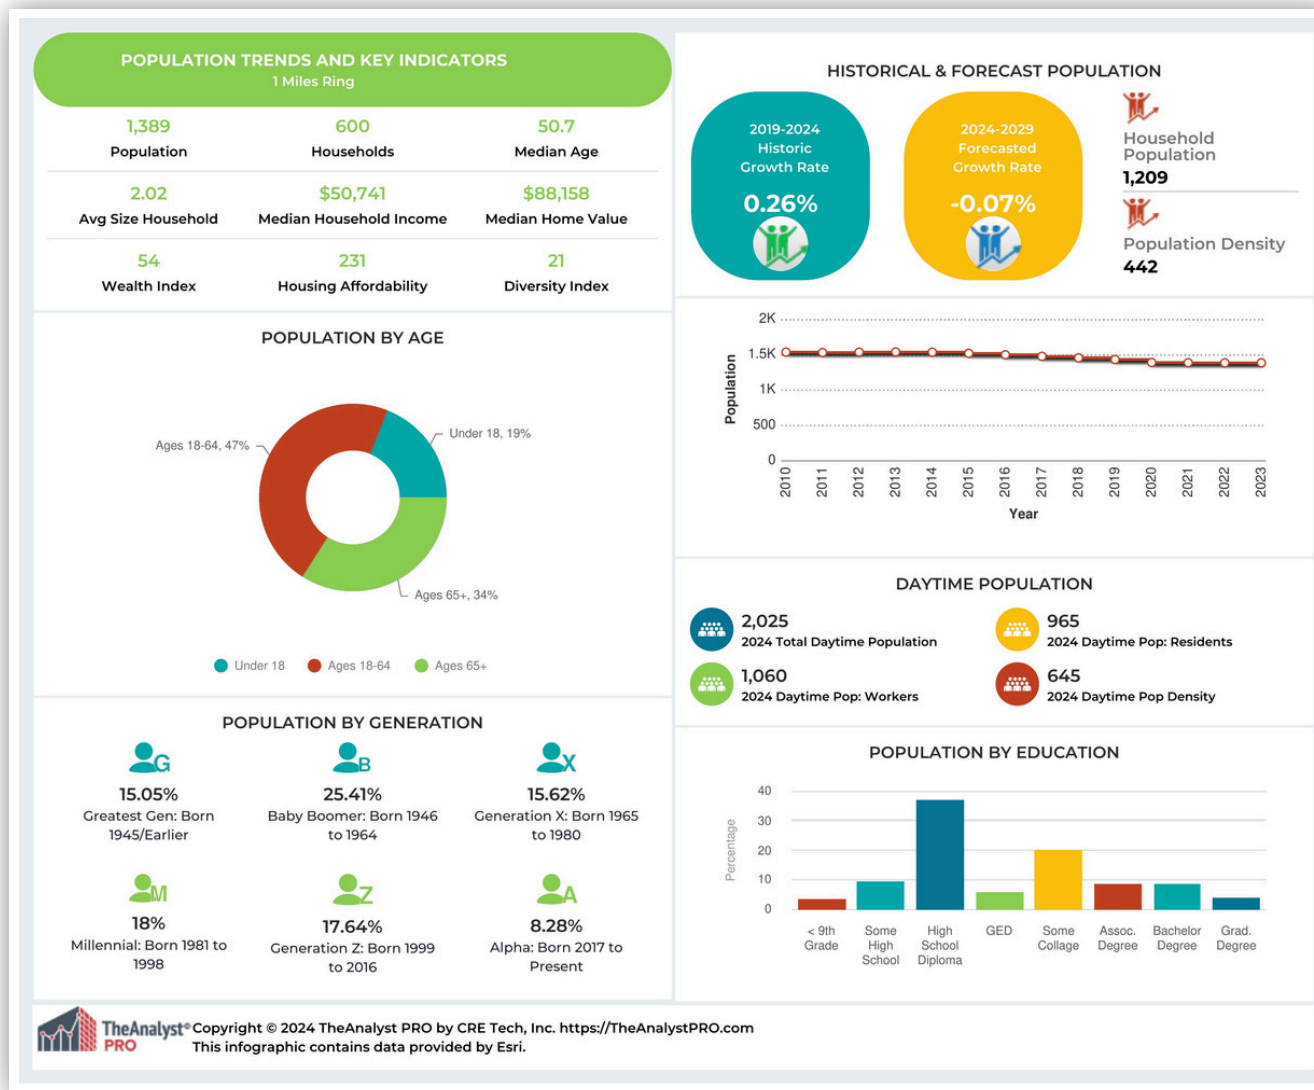 POPULATION TRENDS AND KEY INDICATORS
1 Miles Ring
1,389
Population
600
Households
50.7
Median Age
2.02
Avg Size Household
$50,741
Median Household Income
$88,158
Median Home Value
54
Wealth Index
231
Housing Affordability
21
Diversity Index
POPULATION BY AGE
Ages 18-64, 47%
Under 18, 19%
Ages 65+, 34%
Under 18
Ages 18-64
Ages 65+
POPULATION BY GENERATION
G
15.05%
Greatest Gen: Born
1945/Earlier
B
25.41%
Baby Boomer: Born 1946
to 1964
X
15.62%
Generation X: Born 1965
to 1980
M
18%
Millennial: Born 1981 to
1998
Z
17.64%
Generation Z: Born 1999
to 2016
A
8.28%
Alpha: Born 2017 to
Present
HISTORICAL & FORECAST POPULATION
2019-2024
Historic
Growth Rate
0.26%
2024-2029
Forecasted
Growth Rate
-0.07%
Household
Population
1,209
Population Density
442
Population
2K
1.5K
1K
500
0
2010
2011
2012
2013
2014
2015
2016
2017
2018
2019
2020
2021
2022
2023
Year
DAYTIME POPULATION
2,025
2024 Total Daytime Population
965
2024 Daytime Pop: Residents
1,060
2024 Daytime Pop: Workers
645
2024 Daytime Pop Density
POPULATION BY EDUCATION
Percentage
40
30
20
10
0
< 9th
Grade
Some
High
School
High
School
Diploma
GED
Some
Collage
Assoc.
Degree
Bachelor
Degree
Grad.
Degree
TheAnalyst®
PRO
Copyright © 2024 TheAnalyst PRO by CRE Tech, Inc. https://TheAnalystPRO.com
This infographic contains data provided by Esri.